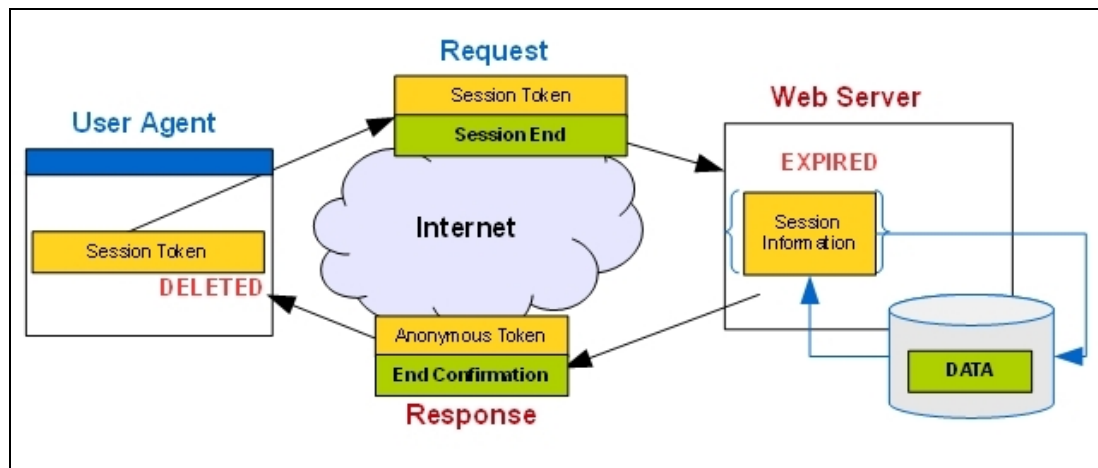 Request
Session Token
Session End
User Agent
Session Token
DELETED
Internet
Web Server
EXPIRED
Session
Information
DATA
Anonymous Token
End Confirmation
Response